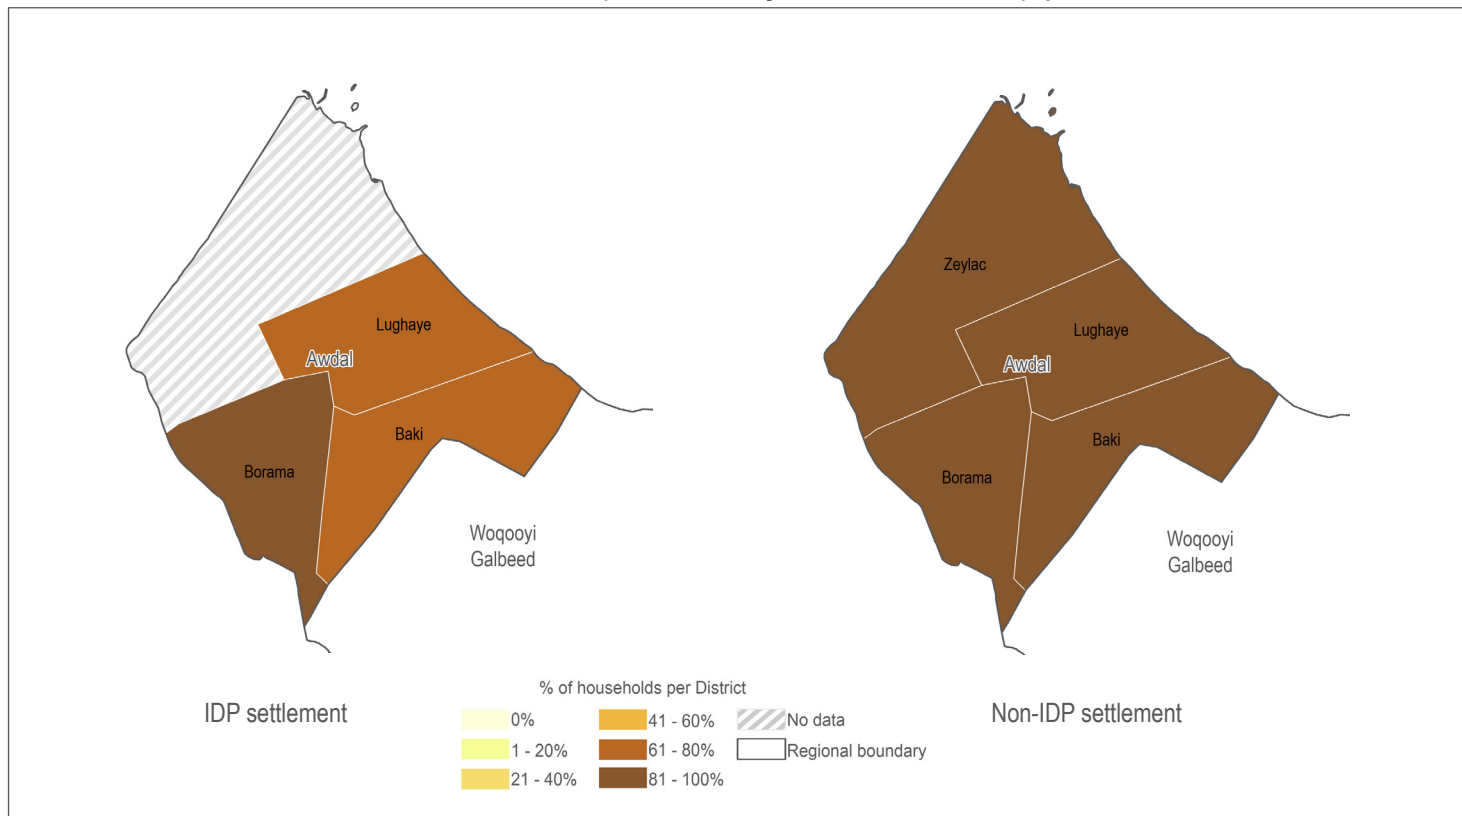 Lughaye
Awdal
Baki
Borama
Woqooyi
Galbeed
Zeylac
Lughaye
Awdal
Baki
Borama
Woqooyi
Galbeed
IDP settlement
Non-IDP settlement
% of households per District
0%
1 - 20%
21 - 40%
41 - 60%
61 - 80%
81 - 100%
No data
Regional boundary